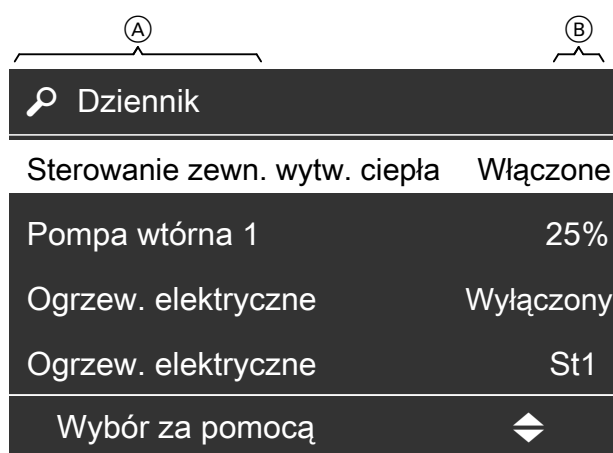 Ⓐ Ⓑ
Dziennik
Sterowanie zewn. wytw. ciepła Włączone
Pompa wtórna 1 25%
Ogrzew. elektryczne Wyłączony
Ogrzew. elektryczne St1
Wybór za pomocą